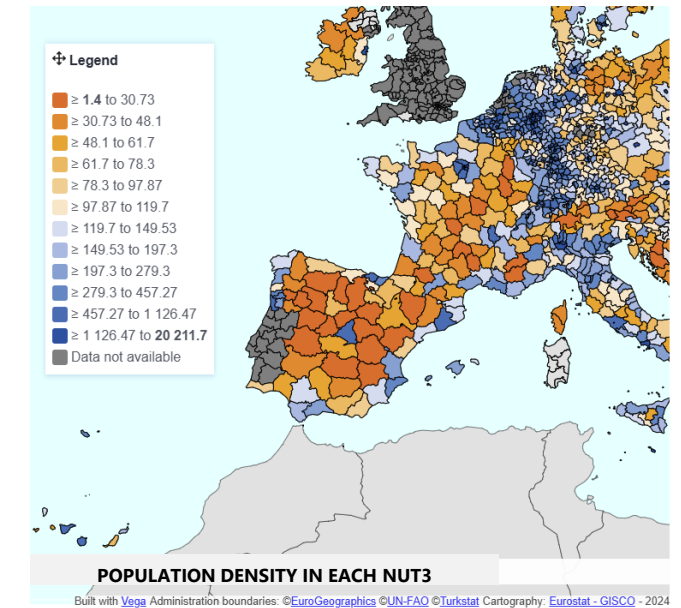 Legend
≥ 1.4 to 30.73
≥ 30.73 to 48.1
≥ 48.1 to 61.7
≥ 61.7 to 78.3
≥ 78.3 to 97.87
≥ 97.87 to 119.7
≥ 119.7 to 149.53
≥ 149.53 to 197.3
≥ 197.3 to 279.3
≥ 279.3 to 457.27
≥ 457.27 to 1 126.47
≥ 1 126.47 to 20 211.7
Data not available
POPULATION DENSITY IN EACH NUT3
Built with Vega Administration boundaries: ©EuroGeographics ©UN-FAO ©Turkstat Cartography: Eurostat - GISCO - 2024